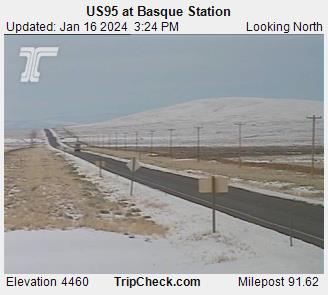 US95 at Basque Station
Updated: Jan 16 2024 3:24 PM Looking North
Elevation 4460 TripCheck.com Milepost 91.62